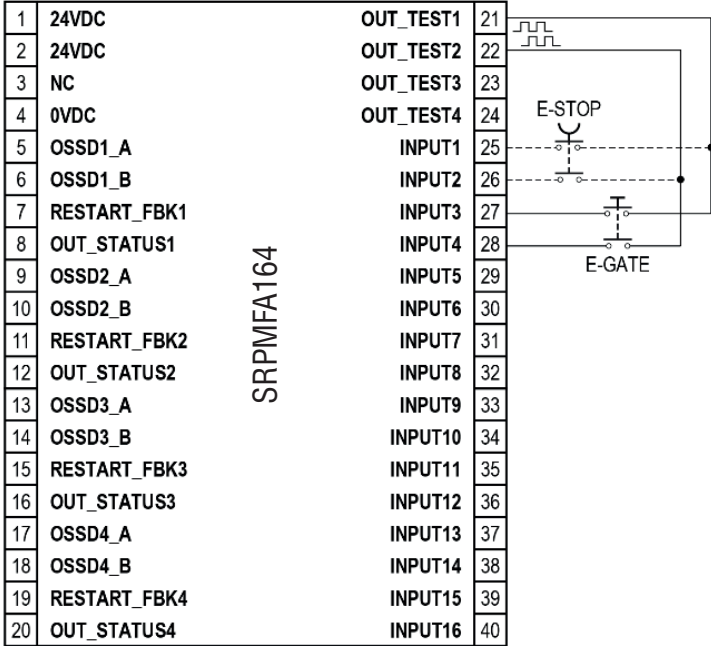 1 24VDC OUT_TEST1 21
2 24VDC OUT_TEST2 22
3 NC OUT_TEST3 23
4 0VDC OUT_TEST4 24
E-STOP
5 OSSD1_A INPUT1 25
6 OSSD1_B INPUT2 26
7 RESTART_FBK1 INPUT3 27
8 OUT_STATUS1 INPUT4 28
E-GATE
9 OSSD2_A INPUT5 29
10 OSSD2_B INPUT6 30
11 RESTART_FBK2 INPUT7 31
12 OUT_STATUS2 INPUT8 32
13 OSSD3_A INPUT9 33
14 OSSD3_B INPUT10 34
15 RESTART_FBK3 INPUT11 35
16 OUT_STATUS3 INPUT12 36
17 OSSD4_A INPUT13 37
18 OSSD4_B INPUT14 38
19 RESTART_FBK4 INPUT15 39
20 OUT_STATUS4 INPUT16 40
SRPMFA164